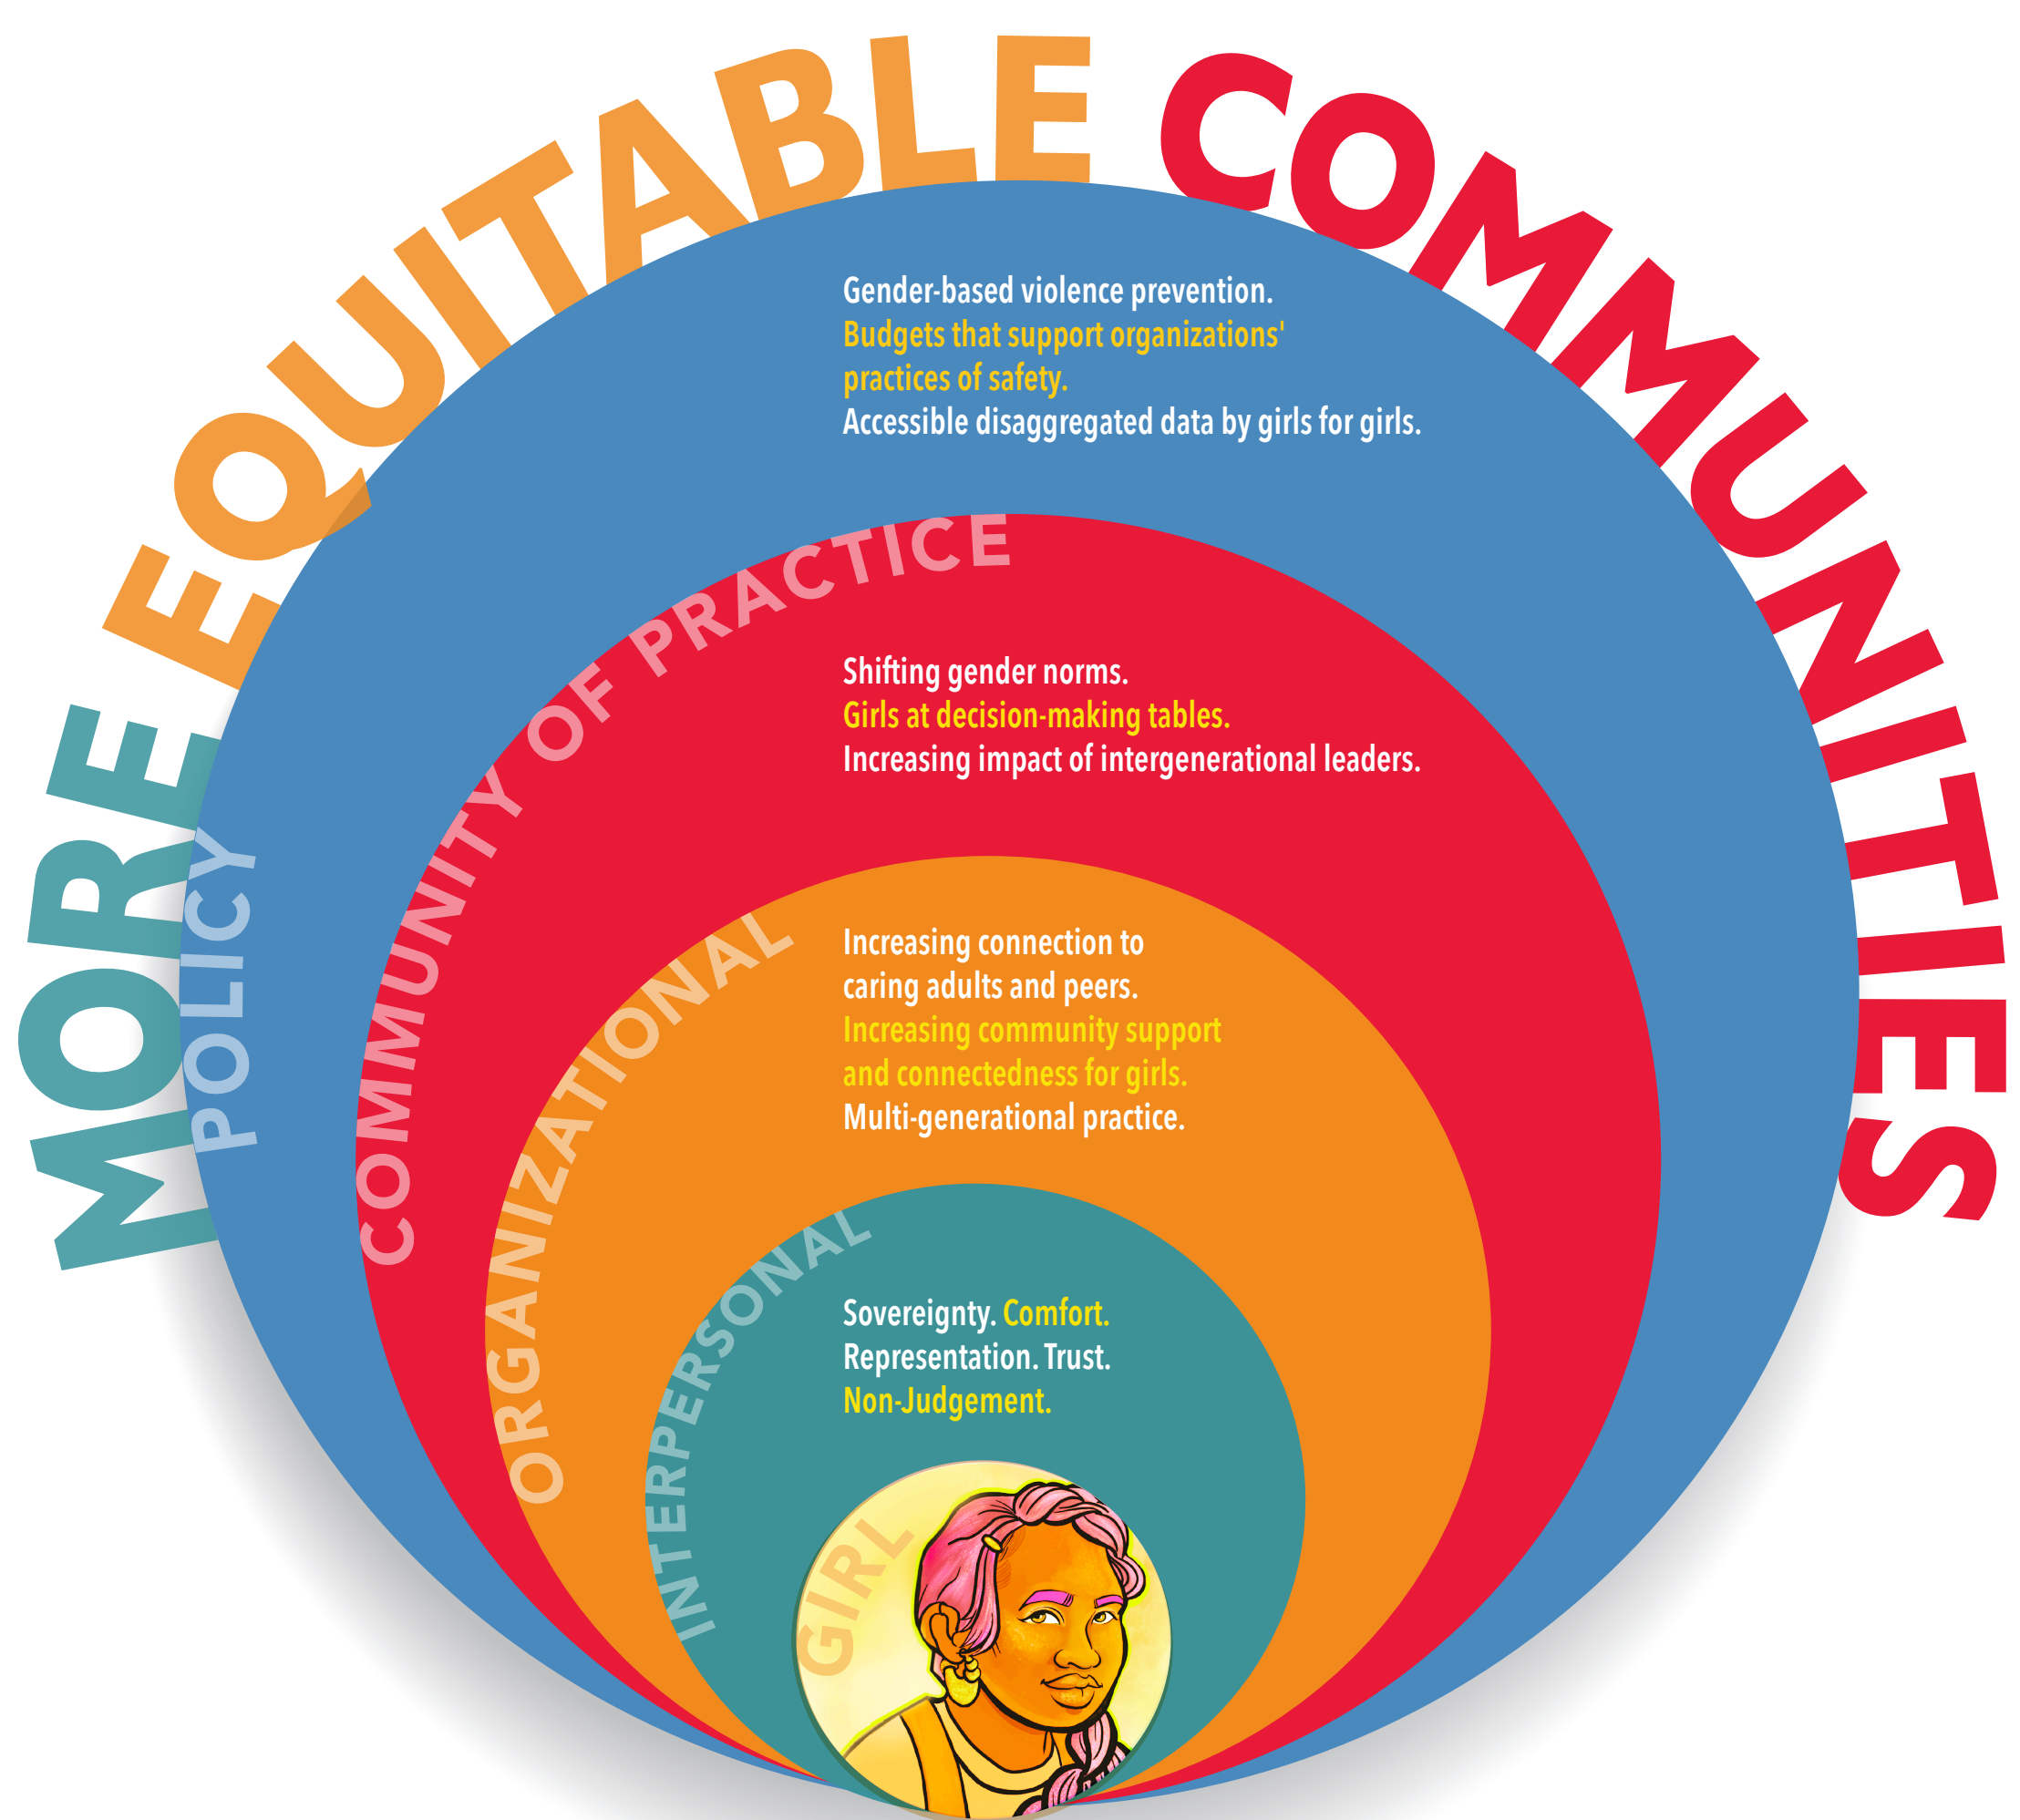 MORE EQUITABLE COMMUNITIES
POLICY
Gender-based violence prevention.
Budgets that support organizations'
practices of safety.
Accessible disaggregated data by girls for girls.
COMMUNITY OF PRACTICE
Shifting gender norms.
Girls at decision-making tables.
Increasing impact of intergenerational leaders.
ORGANIZATIONAL
Increasing connection to
caring adults and peers.
Increasing community support
and connectedness for girls.
Multi-generational practice.
INTERPERSONAL
Sovereignty. Comfort.
Representation. Trust.
Non-Judgement.
GIRL